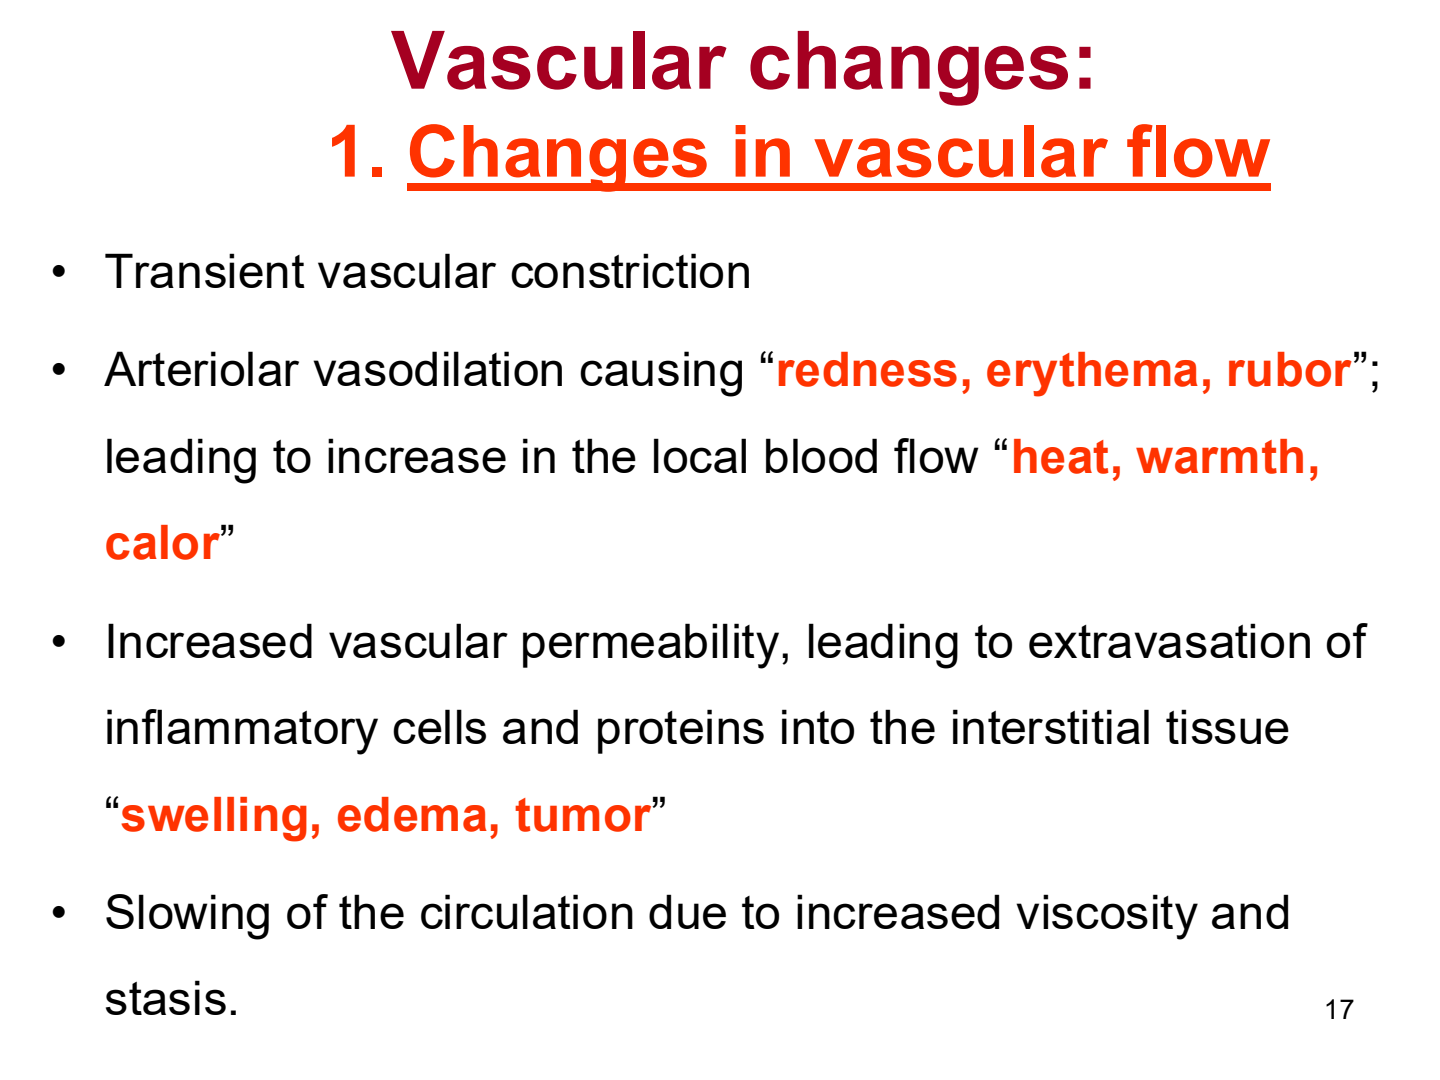 Vascular changes:
1. Changes in vascular flow
• Transient vascular constriction
• Arteriolar vasodilation causing “redness, erythema, rubor”;
leading to increase in the local blood flow “heat, warmth,
calor”
• Increased vascular permeability, leading to extravasation of
inflammatory cells and proteins into the interstitial tissue
“swelling, edema, tumor”
• Slowing of the circulation due to increased viscosity and
stasis.
17